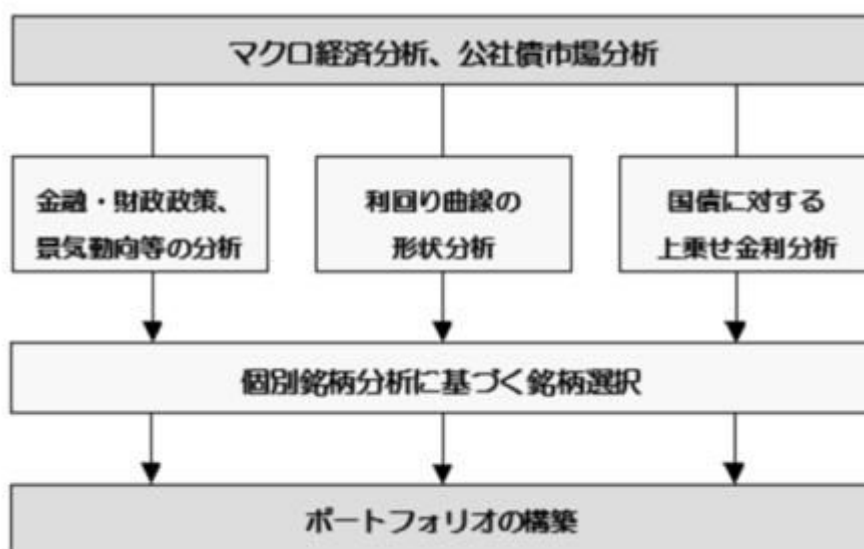 マクロ経済分析、公社債市場分析
金融・財政政策、
景気動向等の分析
利回り曲線の
形状分析
国債に対する
上乗せ金利分析
個別銘柄分析に基づく銘柄選択
ポートフォリオの構築